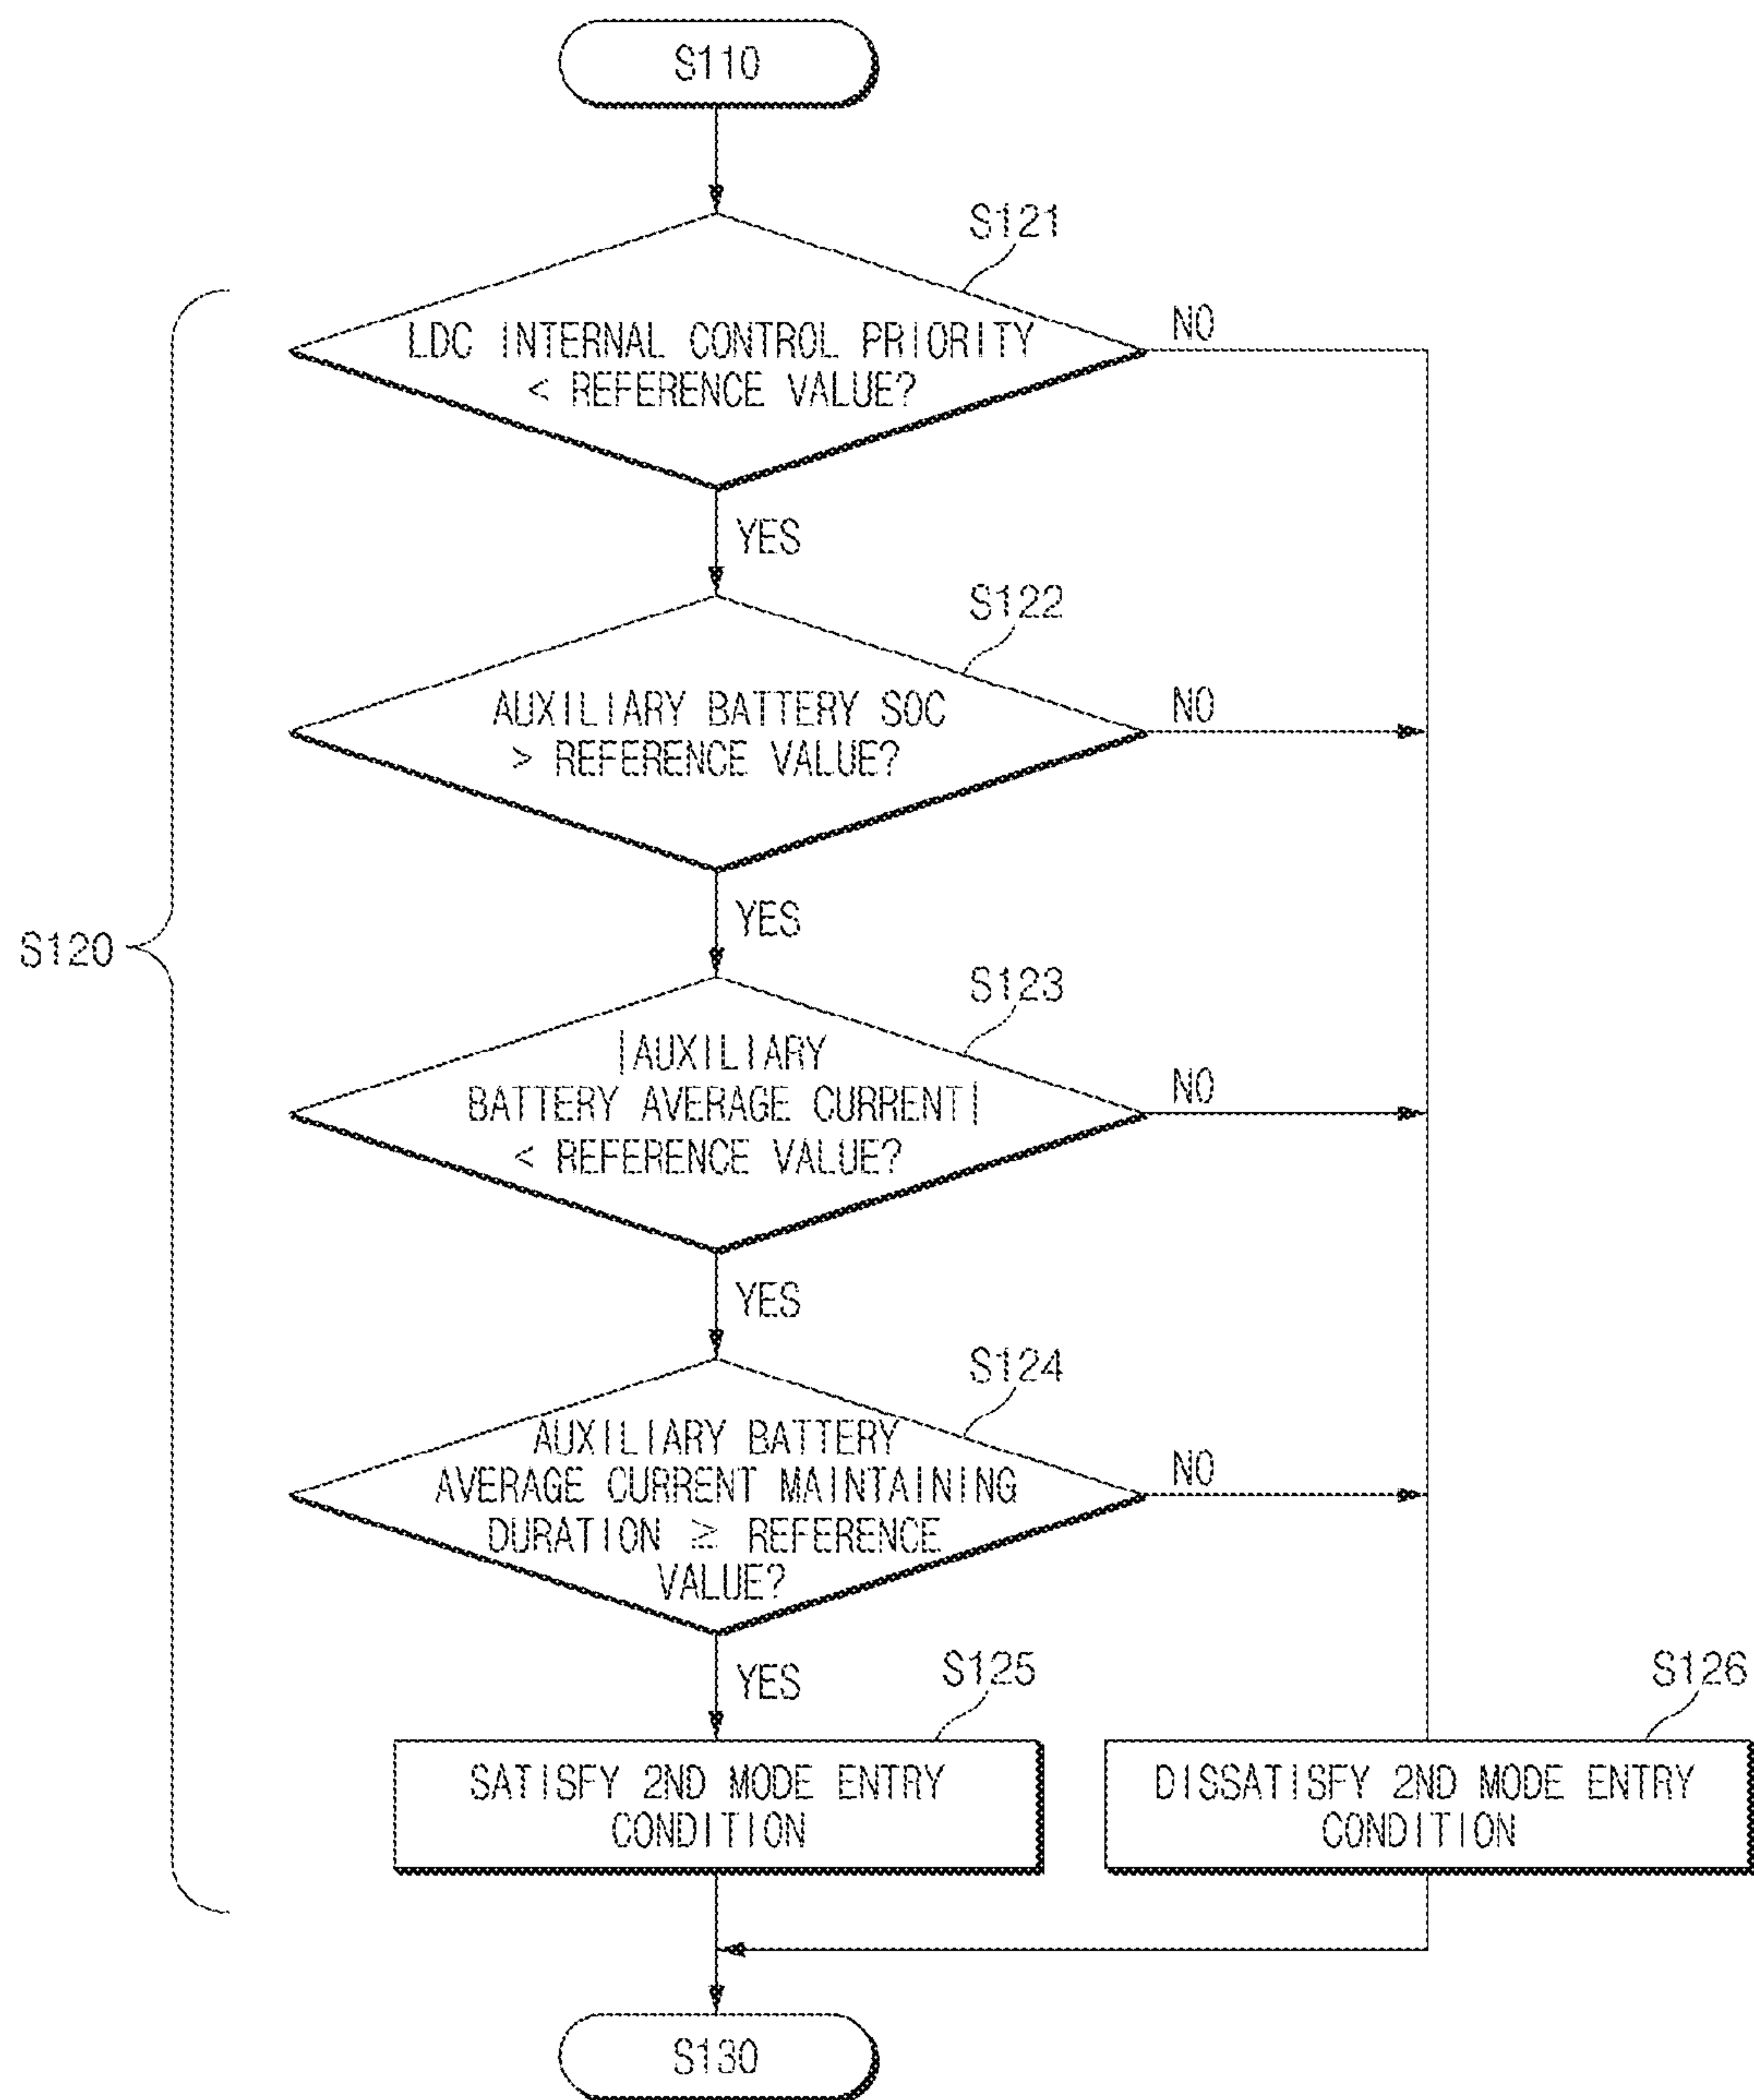 S110
S121
LDC INTERNAL CONTROL PRIORITY
< REFERENCE VALUE?
NO
YES
S122
AUXILIARY BATTERY SOC
> REFERENCE VALUE?
NO
YES
S120
S123
|AUXILIARY
BATTERY AVERAGE CURRENT|
< REFERENCE VALUE?
NO
YES
S124
AUXILIARY BATTERY
AVERAGE CURRENT MAINTAINING
DURATION ≥ REFERENCE
VALUE?
NO
YES
S125
SATISFY 2ND MODE ENTRY
CONDITION
S126
DISSATISFY 2ND MODE ENTRY
CONDITION
S130